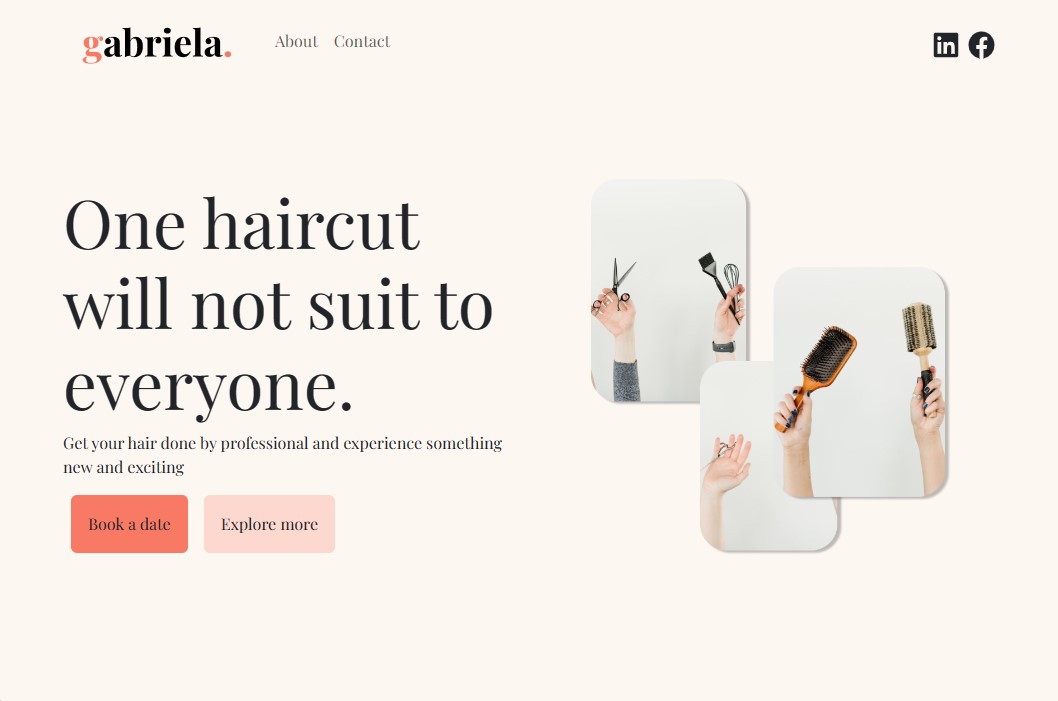 gabriela.
About
Contact
One haircut
will not suit to
everyone.
Get your hair done by professional and experience something
new and exciting
Book a date
Explore more